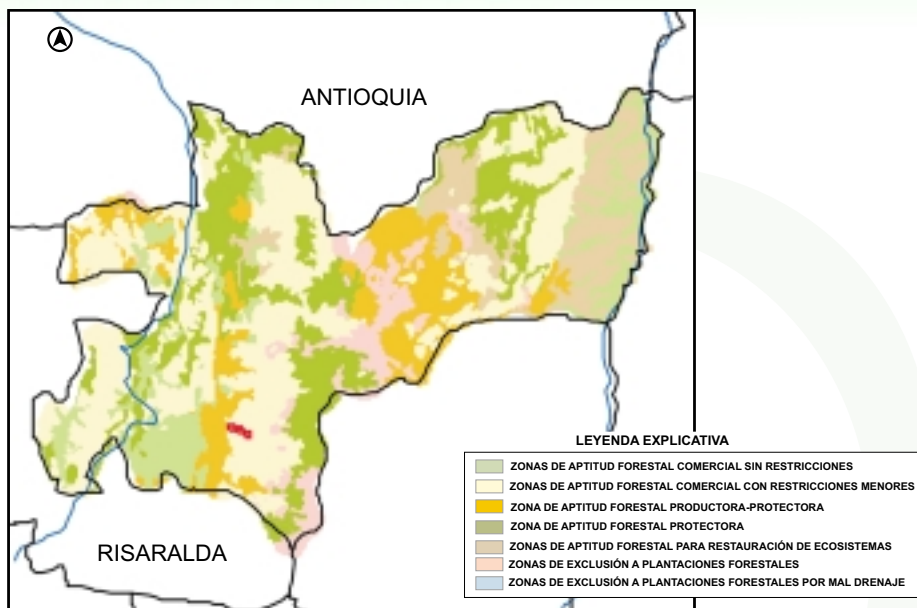 ANTIOQUIA
RISARALDA
LEYENDA EXPLICATIVA
ZONAS DE APTITUD FORESTAL COMERCIAL SIN RESTRICCIONES
ZONAS DE APTITUD FORESTAL COMERCIAL CON RESTRICCIONES MENORES
ZONA DE APTITUD FORESTAL PRODUCTORA-PROTECTORA
ZONA DE APTITUD FORESTAL PROTECTORA
ZONAS DE APTITUD FORESTAL PARA RESTAURACIÓN DE ECOSISTEMAS
ZONAS DE EXCLUSIÓN A PLANTACIONES FORESTALES
ZONAS DE EXCLUSIÓN A PLANTACIONES FORESTALES POR MAL DRENAJE